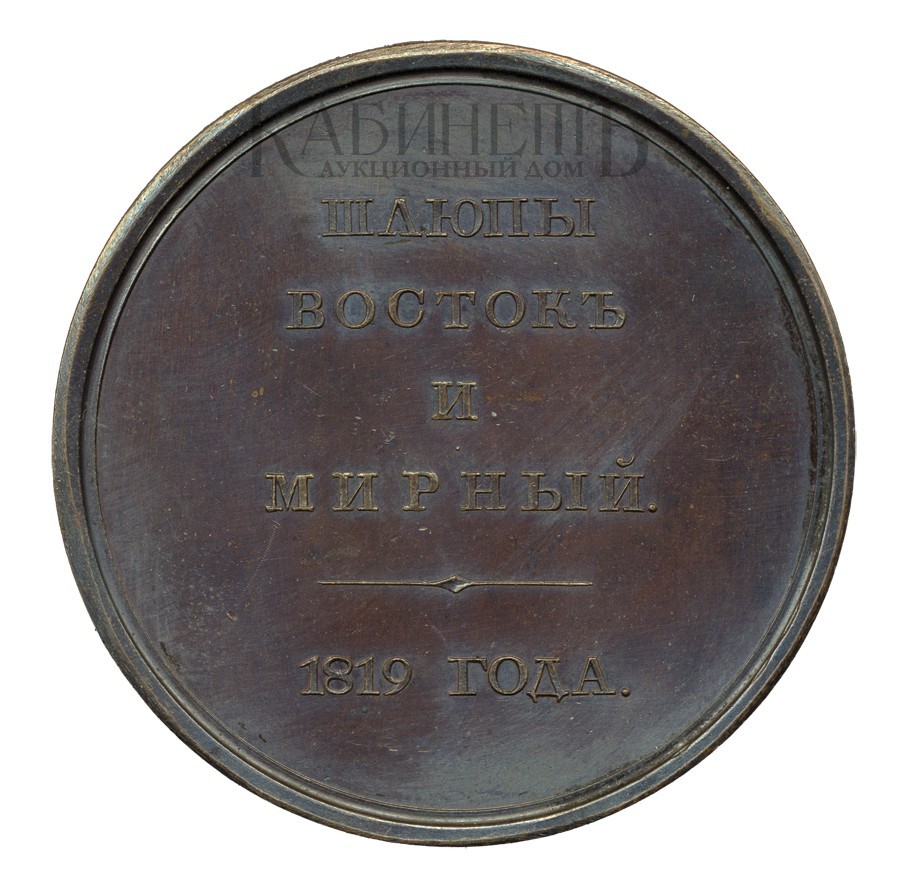 КАБИНЕТЪ
АУКЦИОННЫЙ ДОМ
ШЛЮПЫ
ВОСТОКЪ
И
МИРНЫЙ.
1819 ГОДА.